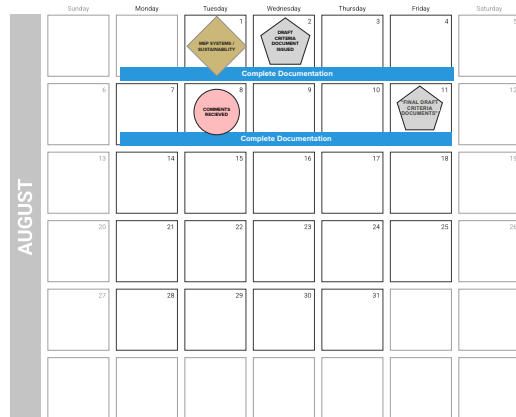 Sunday Monday Tuesday Wednesday Thursday Friday Saturday
1 2 3 4 5
MEP SYSTEMS /
SUSTAINABILITY
DRAFT
CRITERIA
DOCUMENT
ISSUED
Complete Documentation
6 7 8 9 10 11 12
COMMENTS
RECIEVED
"FINAL DRAFT
CRITERIA
DOCUMENTS"
Complete Documentation
13 14 15 16 17 18 19
20 21 22 23 24 25 26
27 28 29 30 31
AUGUST